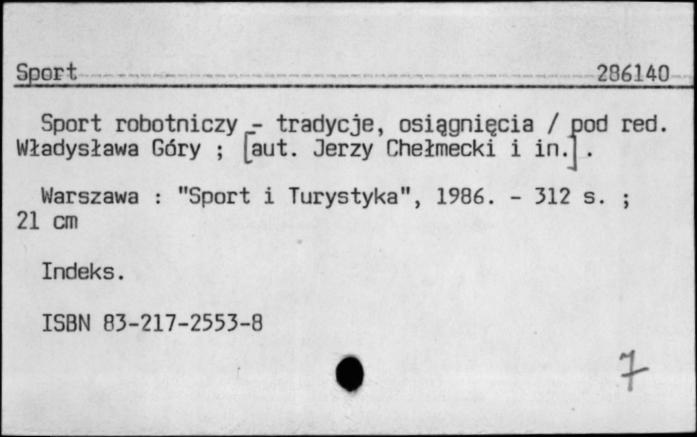 Sport 286140
Sport robotniczy - tradycje, osiągnięcia / pod red.
Władysława Góry ; [aut. Jerzy Chełmecki i in.].
Warszawa : "Sport i Turystyka", 1986. - 312 s. ;
21 cm
Indeks.
ISBN 83-217-2553-8
7